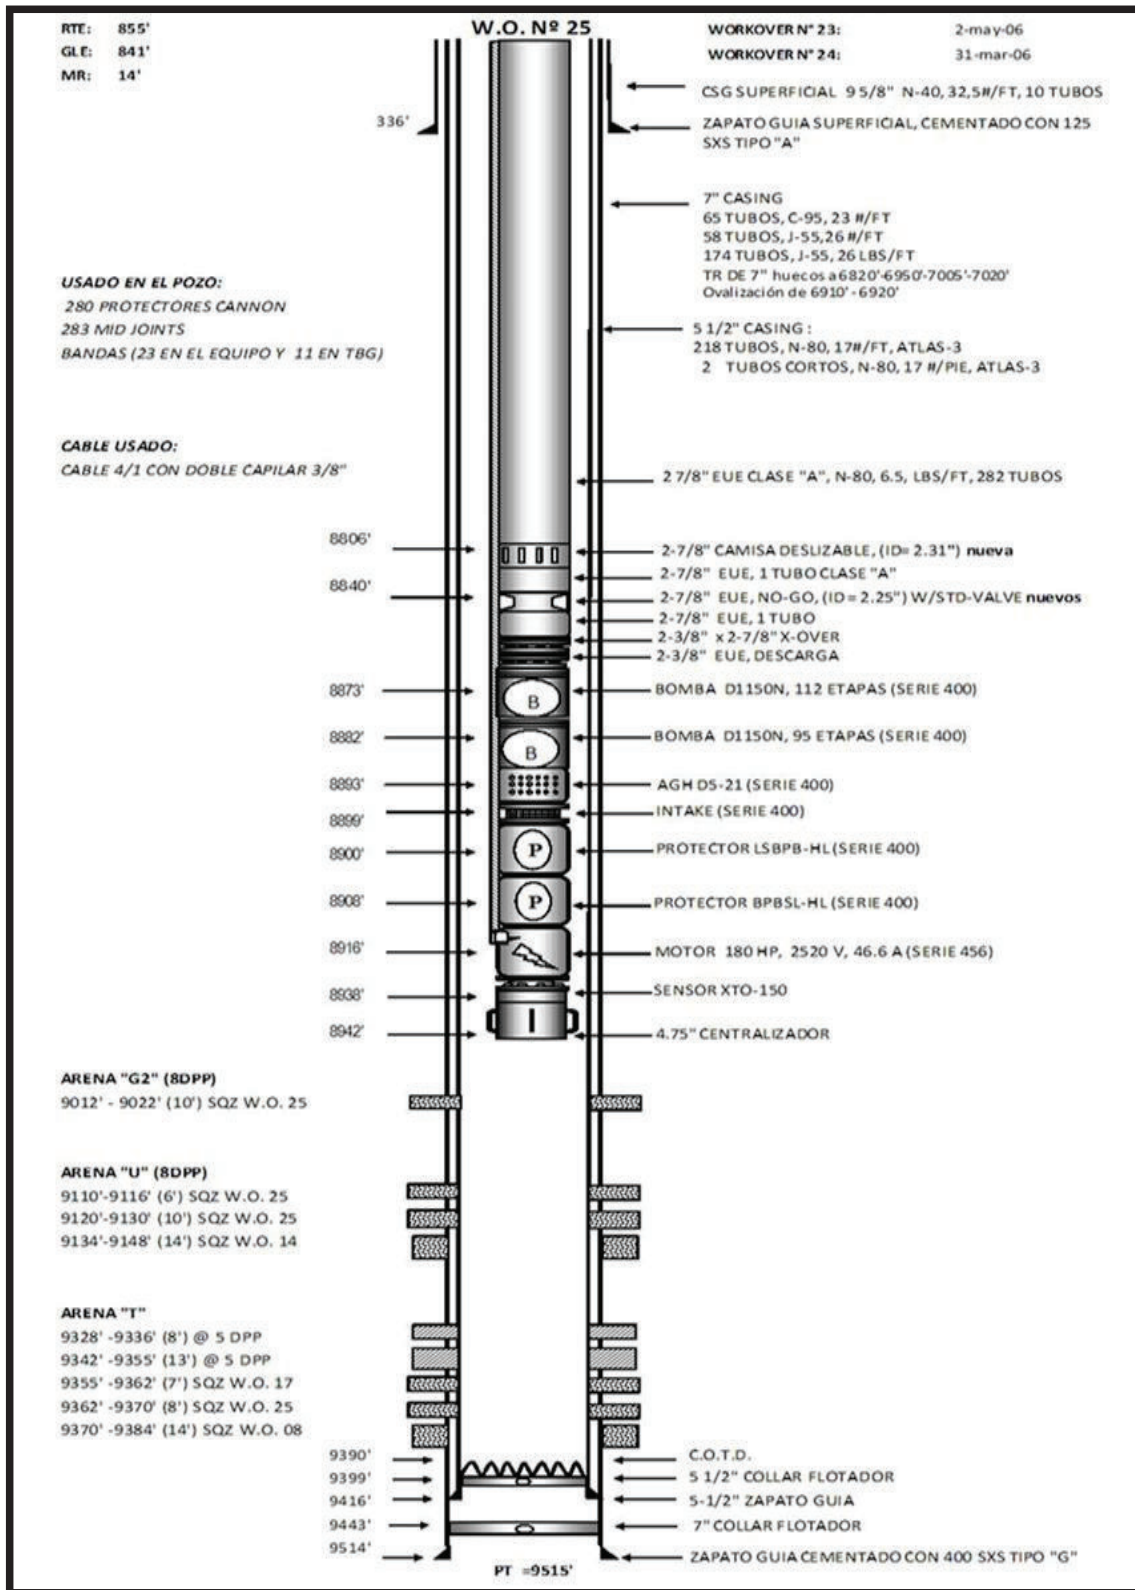 RTE: 855'
GLE: 841'
MR: 14'
W.O. Nº 25
WORKOVER N° 23: 2-may-06
WORKOVER N° 24: 31-mar-06
CSG SUPERFICIAL 9 5/8" N-40, 32,5#/FT, 10 TUBOS
336'
ZAPATO GUIA SUPERFICIAL, CEMENTADO CON 125
SXS TIPO "A"
7" CASING
65 TUBOS, C-95, 23 #/FT
58 TUBOS, J-55,26 #/FT
174 TUBOS, J-55, 26 LBS/FT
TR DE 7" huecos a 6820'-6950'-7005'-7020'
Ovalización de 6910' - 6920'
USADO EN EL POZO:
280 PROTECTORES CANNON
283 MID JOINTS
BANDAS (23 EN EL EQUIPO Y 11 EN TBG)
5 1/2" CASING :
218 TUBOS, N-80, 17#/FT, ATLAS-3
2 TUBOS CORTOS, N-80, 17 #/PIE, ATLAS-3
CABLE USADO:
CABLE 4/1 CON DOBLE CAPILAR 3/8"
2 7/8" EUE CLASE "A", N-80, 6.5, LBS/FT, 282 TUBOS
8806'
2-7/8" CAMISA DESLIZABLE, (ID= 2.31") nueva
2-7/8" EUE, 1 TUBO CLASE "A"
8840'
2-7/8" EUE, NO-GO, (ID = 2.25") W/STD-VALVE nuevos
2-7/8" EUE, 1 TUBO
2-3/8" x 2-7/8" X-OVER
2-3/8" EUE, DESCARGA
8873'
BOMBA D1150N, 112 ETAPAS (SERIE 400)
B
8882'
BOMBA D1150N, 95 ETAPAS (SERIE 400)
B
8893'
AGH D5-21 (SERIE 400)
8899'
INTAKE (SERIE 400)
8900'
PROTECTOR LSBPB-HL (SERIE 400)
P
8908'
PROTECTOR BPBSL-HL (SERIE 400)
P
8916'
MOTOR 180 HP, 2520 V, 46.6 A (SERIE 456)
8938'
SENSOR XTO-150
8942'
4.75" CENTRALIZADOR
ARENA "G2" (8DPP)
9012' - 9022' (10') SQZ W.O. 25
ARENA "U" (8DPP)
9110'-9116' (6') SQZ W.O. 25
9120'-9130' (10') SQZ W.O. 25
9134'-9148' (14') SQZ W.O. 14
ARENA "T"
9328' -9336' (8') @ 5 DPP
9342' -9355' (13') @ 5 DPP
9355' -9362' (7') SQZ W.O. 17
9362' -9370' (8') SQZ W.O. 25
9370' -9384' (14') SQZ W.O. 08
9390'
C.O.T.D.
9399'
5 1/2" COLLAR FLOTADOR
9416'
5-1/2" ZAPATO GUIA
9443'
7" COLLAR FLOTADOR
9514'
ZAPATO GUIA CEMENTADO CON 400 SXS TIPO "G"
PT =9515'